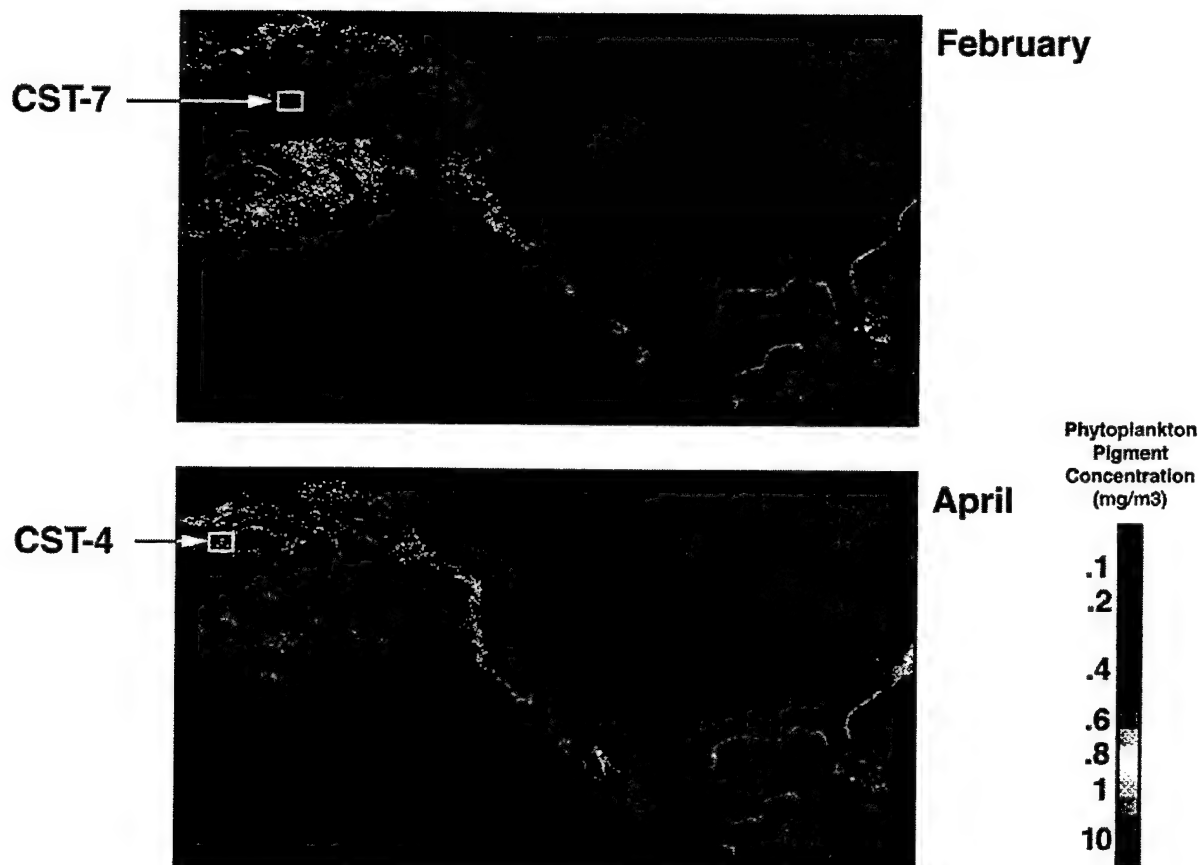 February
CST-7
April
CST-4
Phytoplankton
Pigment
Concentration
(mg/m3)
.1
.2
.4
.6
.8
1
10